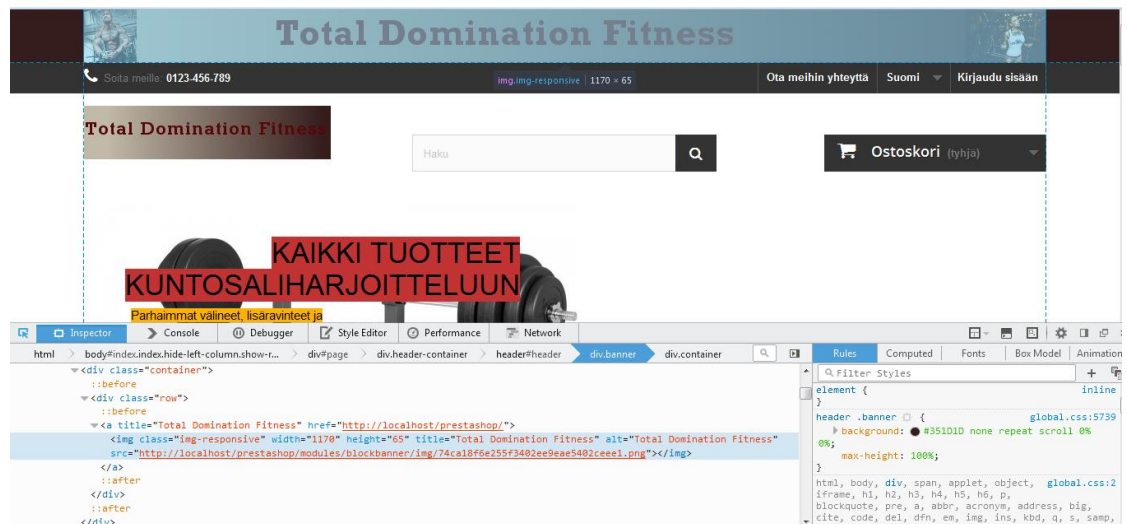 Total Domination Fitness
Soita meille: 0123-456-789
img.img-responsive | 1170 × 65
Ota meihin yhteyttä Suomi Kirjaudu sisään
Total Domination Fitness
Haku
Ostoskori (tyhjä)
KAIKKI TUOTTEET
KUNTOSALIHARJOITTELUUN
Parhaimmat välineet, lisäravinteet ja
Inspector Console Debugger Style Editor Performance Network
html body#index.index.hide-left-column.show-r... div#page div.header-container header#header div.banner div.container
<div class="container">
::before
<div class="row">
::before
<a title="Total Domination Fitness" href="http://localhost/prestashop/">
<img class="img-responsive" width="1170" height="65" title="Total Domination Fitness" alt="Total Domination Fitness"
src="http://localhost/prestashop/modules/blockbanner/img/74ca18f6e255f3402ee9eae5402ceee1.png"></img>
</a>
::after
</div>
::after
</div>
Rules Computed Fonts Box Model Animation
Filter Styles
element { inline
}
header .banner { global.css:5739
background: #351D1D none repeat scroll 0%
0%;
max-height: 100%;
}
html, body, div, span, applet, object, global.css:2
iframe, h1, h2, h3, h4, h5, h6, p,
blockquote, pre, a, abbr, acronym, address, big,
cite, code, del, dfn, em, img, ins, kbd, q, s, samp,